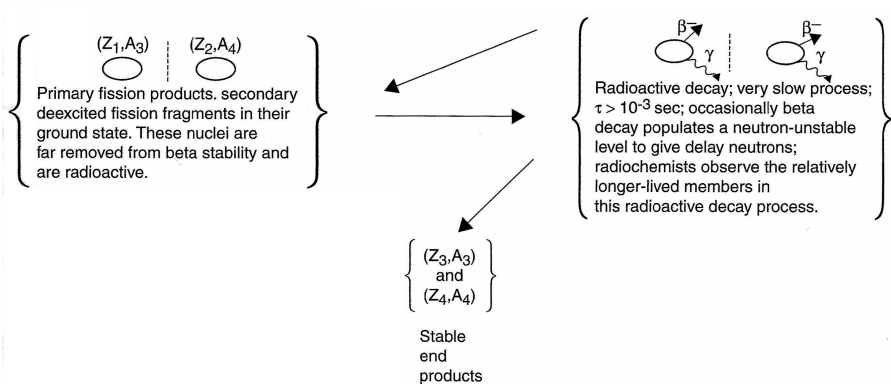 (Z₁,A₃) (Z₂,A₄)
Primary fission products. secondary
deexcited fission fragments in their
ground state. These nuclei are
far removed from beta stability and
are radioactive.
β⁻ β⁻
γ γ
Radioactive decay; very slow process;
τ > 10⁻³ sec; occasionally beta
decay populates a neutron-unstable
level to give delay neutrons;
radiochemists observe the relatively
longer-lived members in
this radioactive decay process.
(Z₃,A₃)
and
(Z₄,A₄)
Stable
end
products